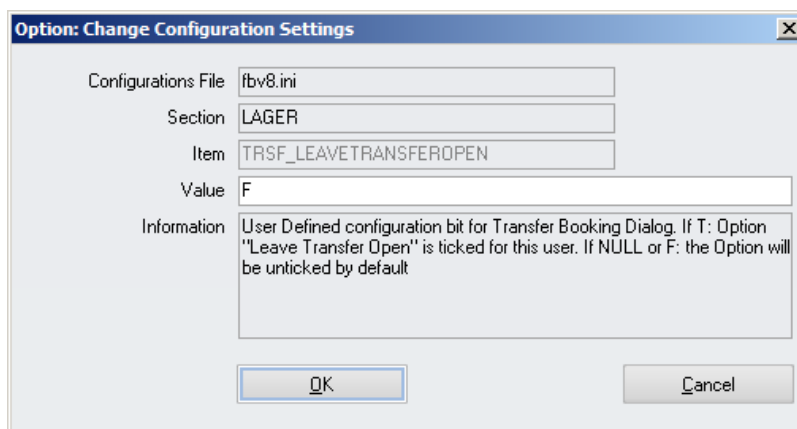 Option: Change Configuration Settings
Configurations File fbv8.ini
Section LAGER
Item TRSF_LEAVETRANSFEROPEN
Value F
Information User Defined configuration bit for Transfer Booking Dialog. If T: Option
"Leave Transfer Open" is ticked for this user. If NULL or F: the Option will
be unticked by default
OK Cancel